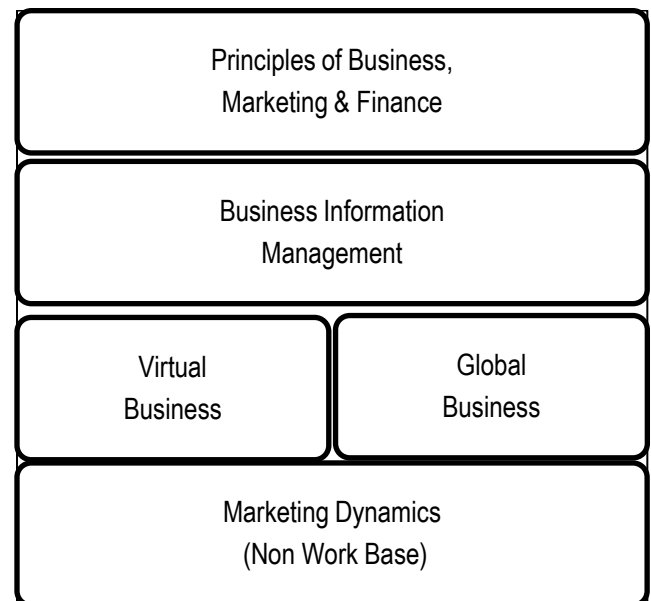 Principles of Business,
Marketing & Finance
Business Information
Management
Virtual
Business
Global
Business
Marketing Dynamics
(Non Work Base)